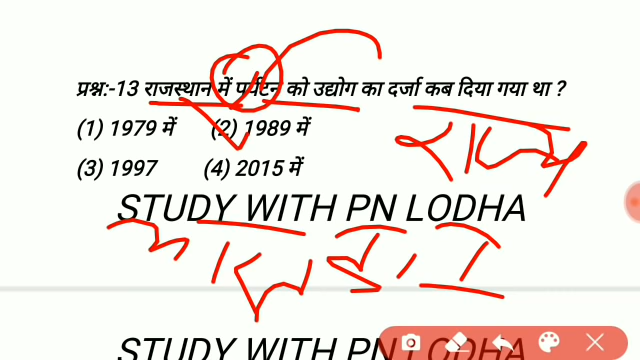 प्रश्न:-13 राजस्थान में पर्यटन को उद्योग का दर्जा कब दिया गया था ?
(1) 1979 में (2) 1989 में
(3) 1997 (4) 2015 में
STUDY WITH PN LODHA
STUDY WITH PN LODHA